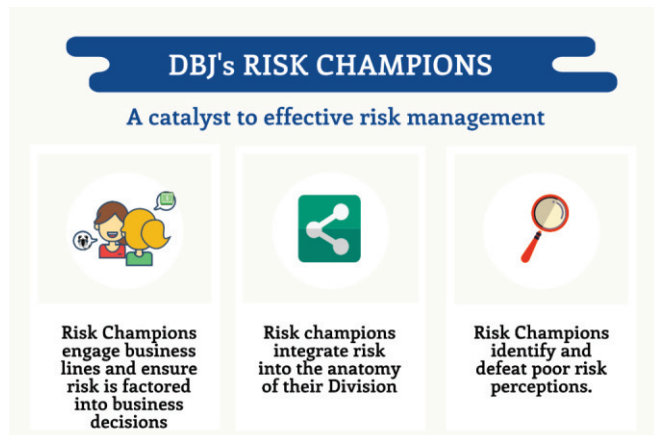 DBJ's RISK CHAMPIONS
A catalyst to effective risk management
Risk Champions
engage business
lines and ensure
risk is factored
into business
decisions
Risk champions
integrate risk
into the anatomy
of their Division
Risk Champions
identify and
defeat poor risk
perceptions.